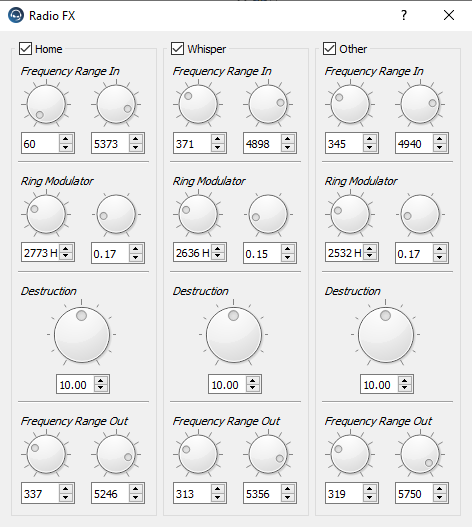 Radio FX
Home
Frequency Range In
60 5373
Ring Modulator
2773 H 0.17
Destruction
10.00
Frequency Range Out
337 5246
Whisper
Frequency Range In
371 4898
Ring Modulator
2636 H 0.15
Destruction
10.00
Frequency Range Out
313 5356
Other
Frequency Range In
345 4940
Ring Modulator
2532 H 0.17
Destruction
10.00
Frequency Range Out
319 5750